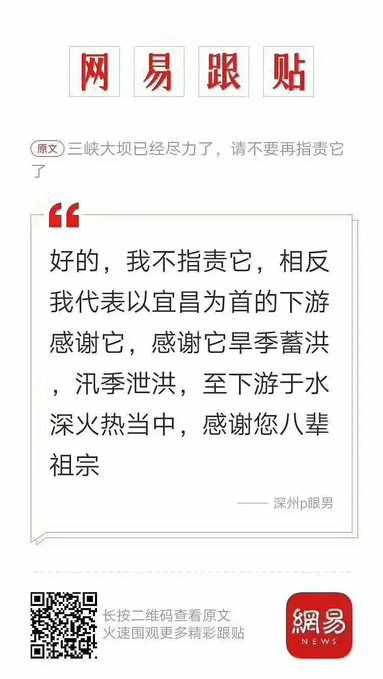 网易跟贴
原文 三峡大坝已经尽力了，请不要再指责它
了
好的，我不指责它，相反
我代表以宜昌为首的下游
感谢它，感谢它旱季蓄洪
，汛季泄洪，至下游于水
深火热当中，感谢您八辈
祖宗
—— 深州p眼男
长按二维码查看原文
火速围观更多精彩跟贴
網易
NEWS